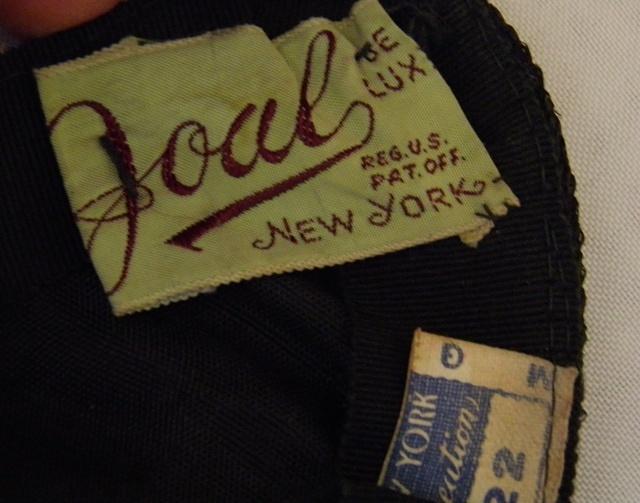 Joal
DE
LUX
REG. U.S.
PAT. OFF.
NEW YORK
D
YORK
22